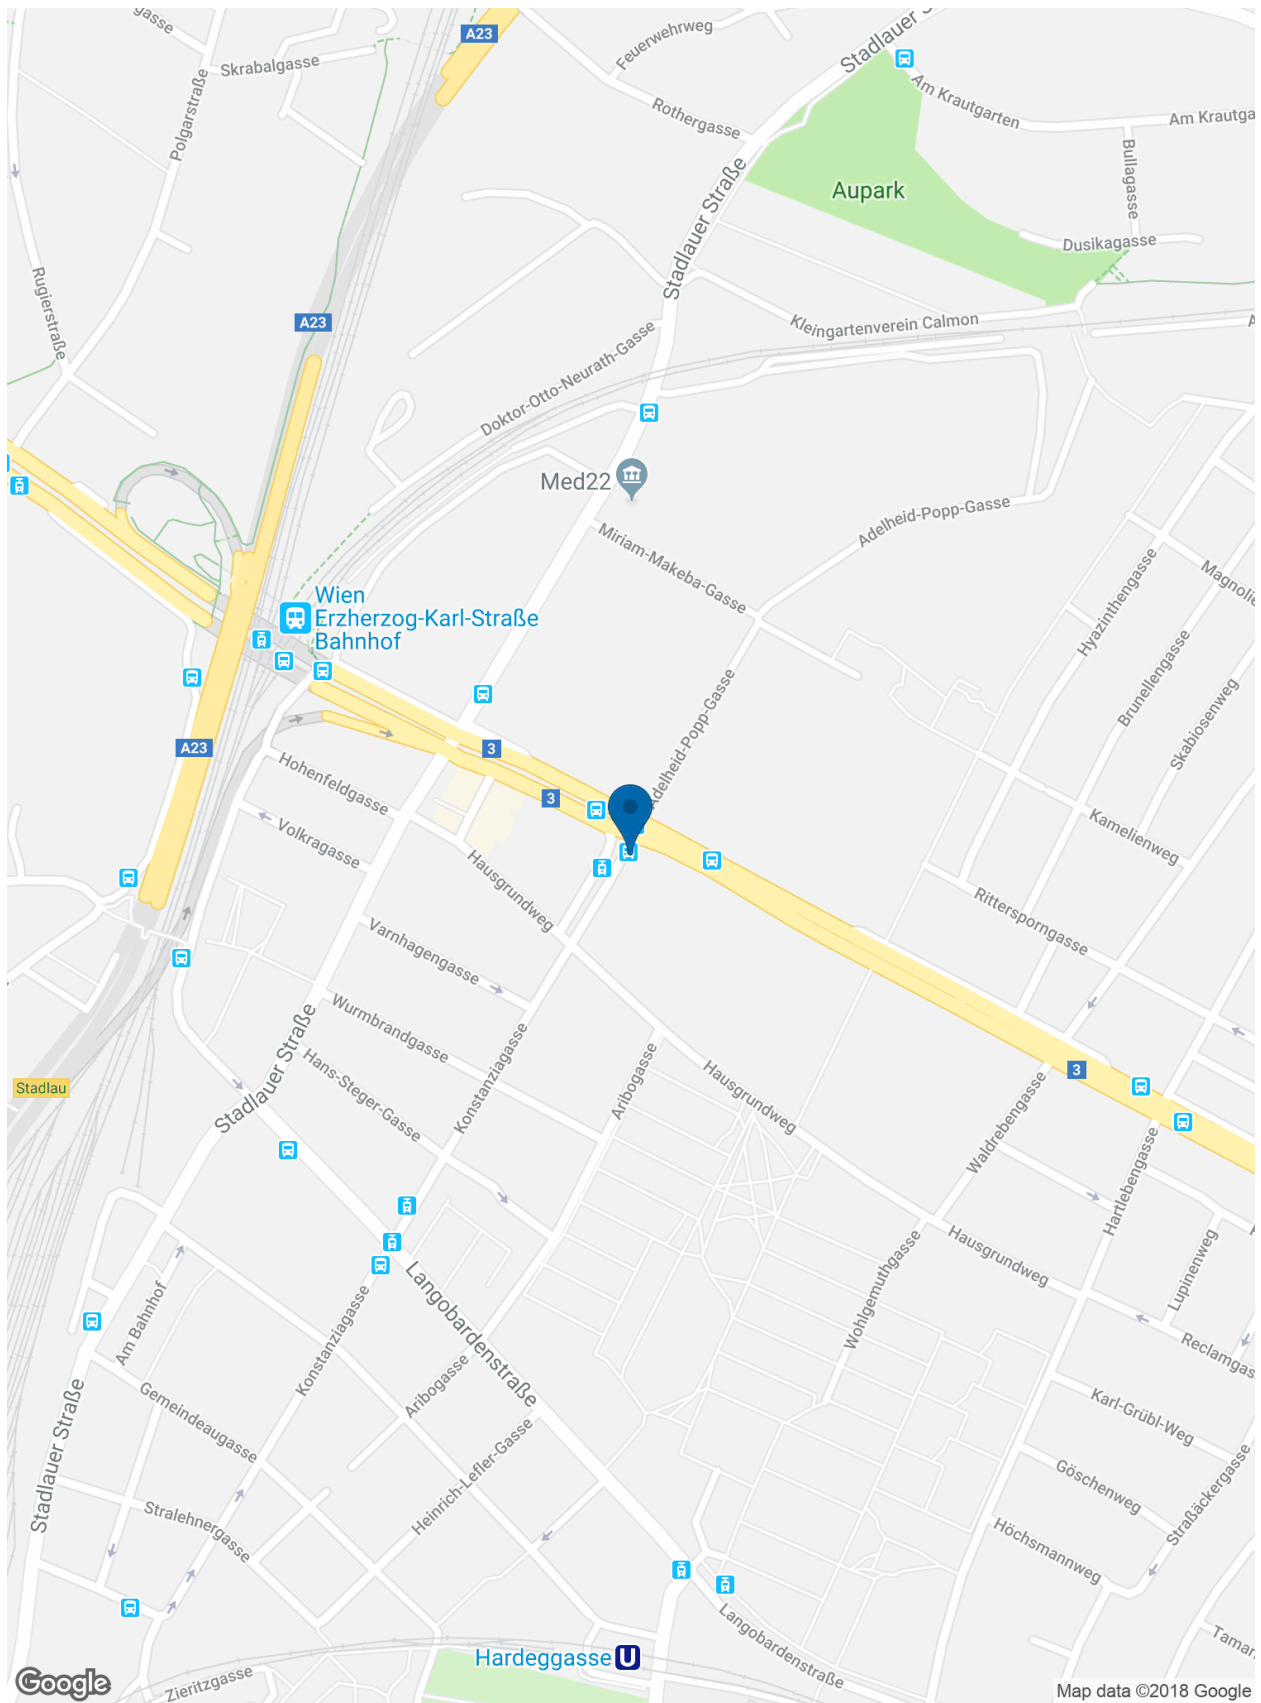 gasse
A23
Feuerwehrweg
Stadlauer S
Skrabalgasse
Am Krautgarten
Am Krautga
Rothergasse
Polgarstraße
Bullagasse
Aupark
Stadlauer Straße
Dusikagasse
Rugierstraße
A23
Kleingartenverein Calmon
A
Doktor-Otto-Neurath-Gasse
Med22
Adelheid-Popp-Gasse
Miriam-Makeba-Gasse
Magnolie
Hyazinthengasse
Wien
Erzherzog-Karl-Straße
Bahnhof
Brunellengasse
Skabiosenweg
Adelheid-Popp-Gasse
A23
3
Hohenfeldgasse
3
Volkragasse
Kamelienweg
Hausgrundweg
Rittersporngasse
Varnhagengasse
Wurmbrandgasse
Stadlauer Straße
Hans-Steger-Gasse
Konstanziagasse
Aribogasse
Hausgrundweg
3
Stadlau
Waldrebengasse
Hartlebengasse
Hausgrundweg
Lupinenweg
Wohlgemuthgasse
Langobardenstraße
Am Bahnhof
Konstanziagasse
Reclamgas
Aribogasse
Gemeindeaugasse
Karl-Grübl-Weg
Stadlauer Straße
Heinrich-Lefler-Gasse
Göschenweg
Straßäckergasse
Stralehnergasse
Höchsmannweg
Langobardenstraße
Tamar
Hardeggasse U
Zieritzgasse
Google
Map data ©2018 Google